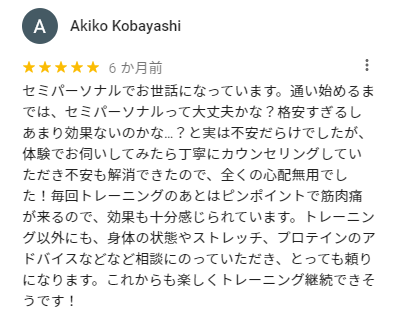 A
Akiko Kobayashi
★★★★★ 6 か月前
セミパーソナルでお世話になっています。通い始めるま
では、セミパーソナルって大丈夫かな？格安すぎるし
あまり効果ないのかな…？と実は不安だらけでしたが、
体験でお伺いしてみたら丁寧にカウンセリングしてい
ただき不安も解消できたので、全くの心配無用でし
た！毎回トレーニングのあとはピンポイントで筋肉痛
が来るので、効果も十分感じられています。トレーニン
グ以外にも、身体の状態やストレッチ、プロテインのア
ドバイスなどなど相談にのっていただき、とっても頼り
になります。これからも楽しくトレーニング継続できそ
うです！